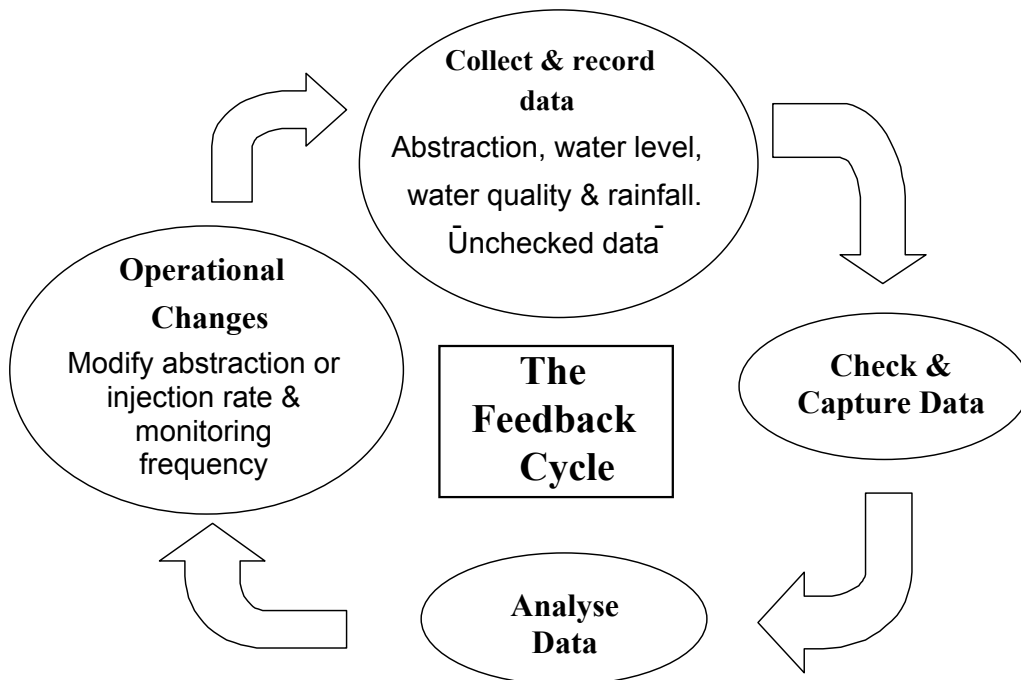 Collect & record
data
Abstraction, water level,
water quality & rainfall.
Unchecked data
Check &
Capture Data
Analyse
Data
Operational
Changes
Modify abstraction or
injection rate &
monitoring
frequency
The
Feedback
Cycle